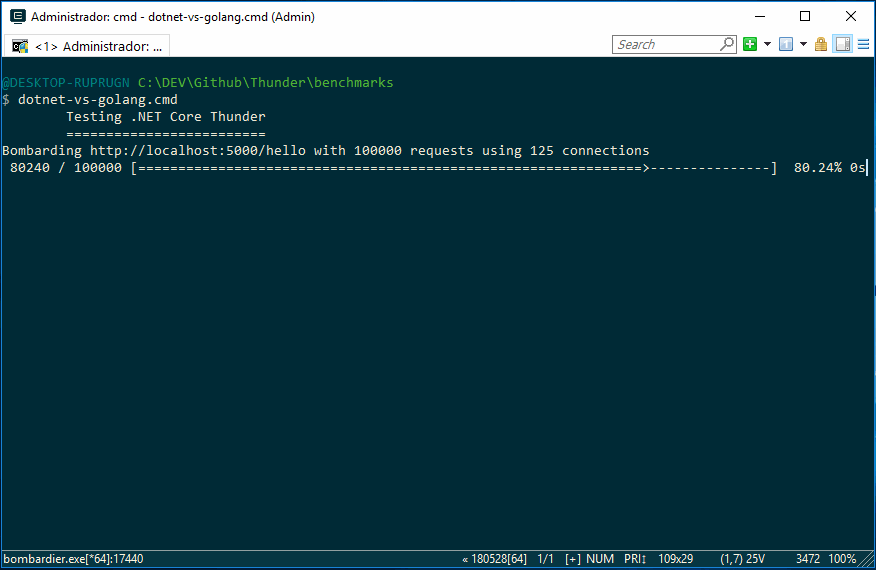 Administrador: cmd - dotnet-vs-golang.cmd (Admin)
<1> Administrador: ...
Search
@DESKTOP-RUPRUGN C:\DEV\Github\Thunder\benchmarks
$ dotnet-vs-golang.cmd
Testing .NET Core Thunder
=========================
Bombarding http://localhost:5000/hello with 100000 requests using 125 connections
80240 / 100000 [===============================================================>---------------] 80.24% 0s
bombardier.exe[*64]:17440 « 180528[64] 1/1 [+] NUM PRI↕ 109x29 (1,7) 25V 3472 100%